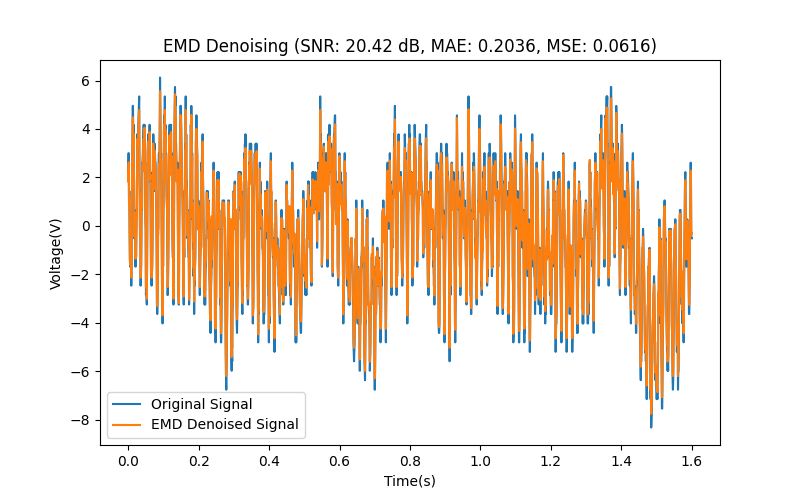 EMD Denoising (SNR: 20.42 dB, MAE: 0.2036, MSE: 0.0616)
Voltage(V)
6
4
2
0
−2
−4
−6
−8
Original Signal
EMD Denoised Signal
0.0 0.2 0.4 0.6 0.8 1.0 1.2 1.4 1.6
Time(s)